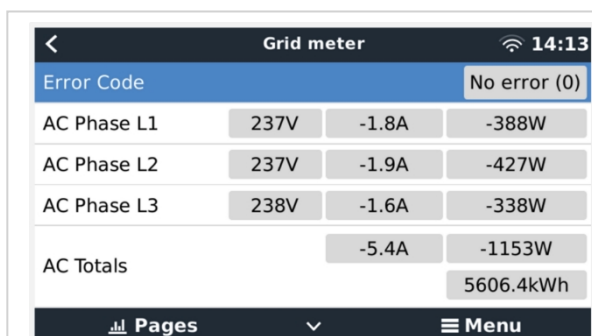 Grid meter 14:13
Error Code No error (0)
AC Phase L1 237V -1.8A -388W
AC Phase L2 237V -1.9A -427W
AC Phase L3 238V -1.6A -338W
AC Totals -5.4A -1153W
5606.4kWh
Pages Menu